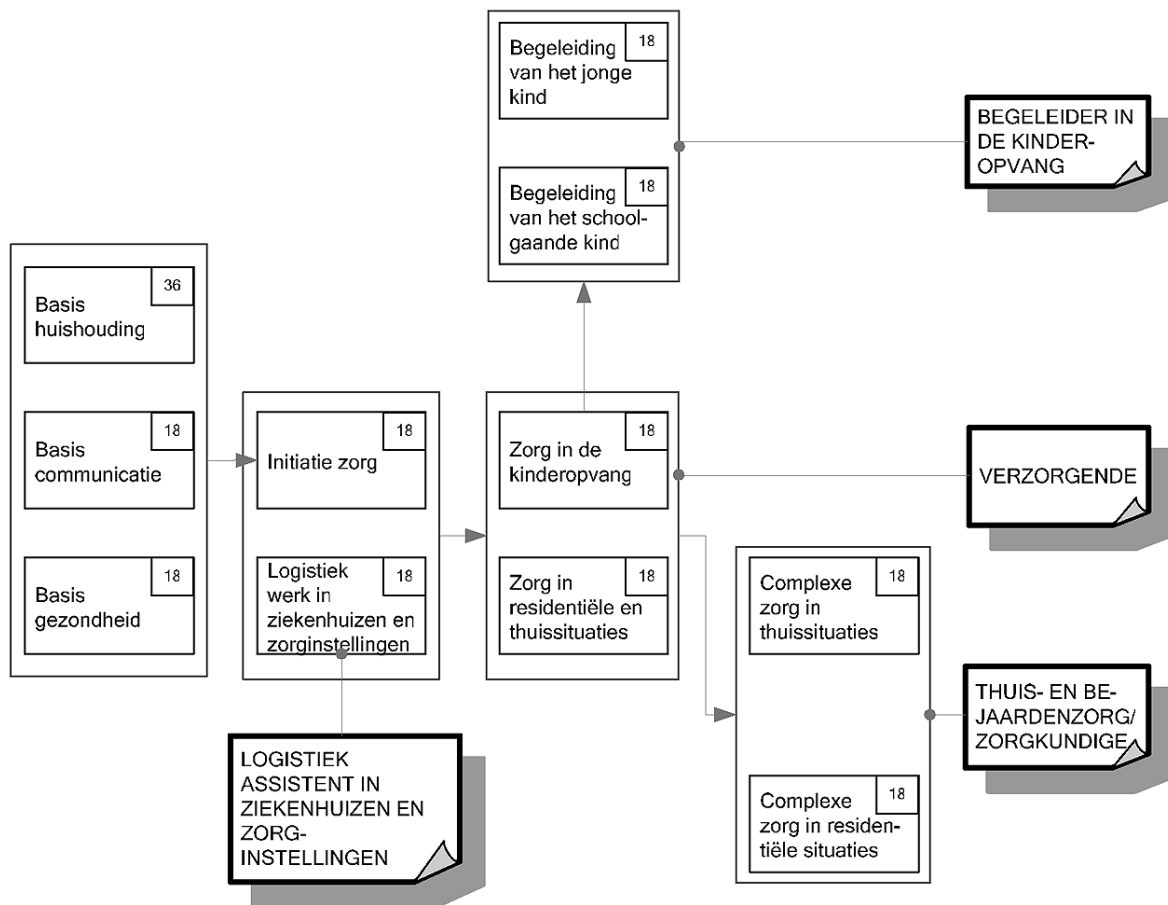 Begeleiding
van het jonge
kind
18
Begeleiding
van het school-
gaande kind
18
BEGELEIDER IN
DE KINDER-
OPVANG
Basis
huishouding
36
Basis
communicatie
18
Basis
gezondheid
18
Initiatie zorg
18
Logistiek
werk in
ziekenhuizen en
zorginstellingen
18
Zorg in de
kinderopvang
18
Zorg in
residentiële en
thuissituaties
18
VERZORGENDE
Complexe
zorg in
thuissituaties
18
Complexe
zorg in residen-
tiële situaties
18
THUIS- EN BE-
JAARDENZORG/
ZORGKUNDIGE
LOGISTIEK
ASSISTENT IN
ZIEKENHUIZEN EN
ZORG-
INSTELLINGEN